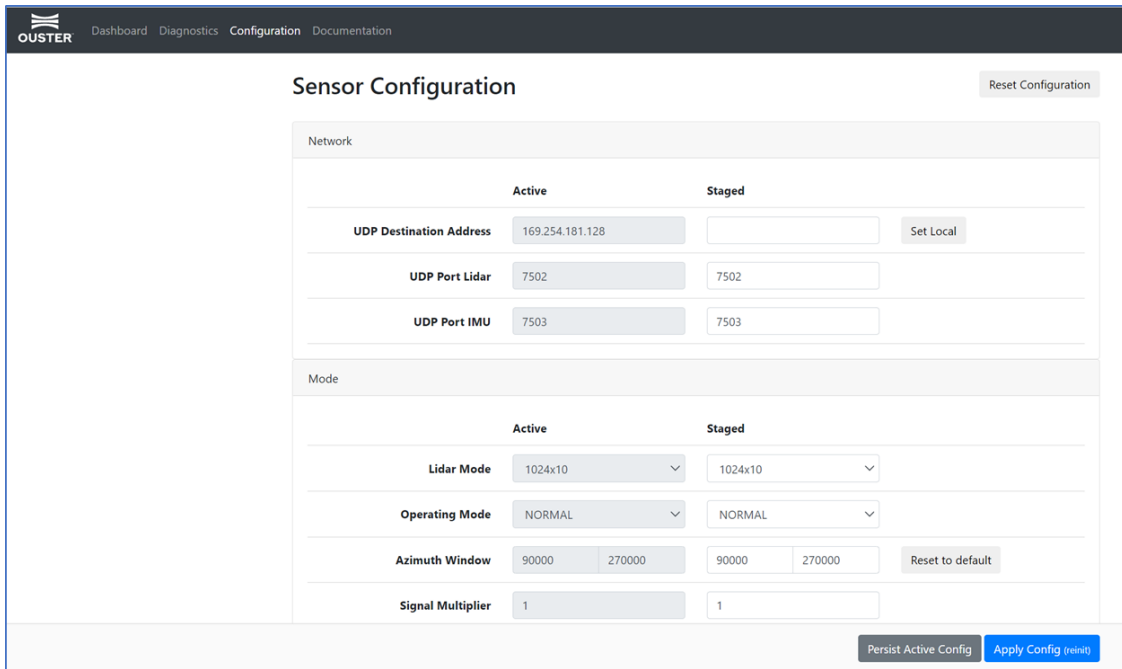 OUSTER Dashboard Diagnostics Configuration Documentation
Sensor Configuration Reset Configuration
Network
Active Staged
UDP Destination Address 169.254.181.128 Set Local
UDP Port Lidar 7502 7502
UDP Port IMU 7503 7503
Mode
Active Staged
Lidar Mode 1024x10 1024x10
Operating Mode NORMAL NORMAL
Azimuth Window 90000 270000 90000 270000 Reset to default
Signal Multiplier 1 1
Persist Active Config Apply Config (reinit)